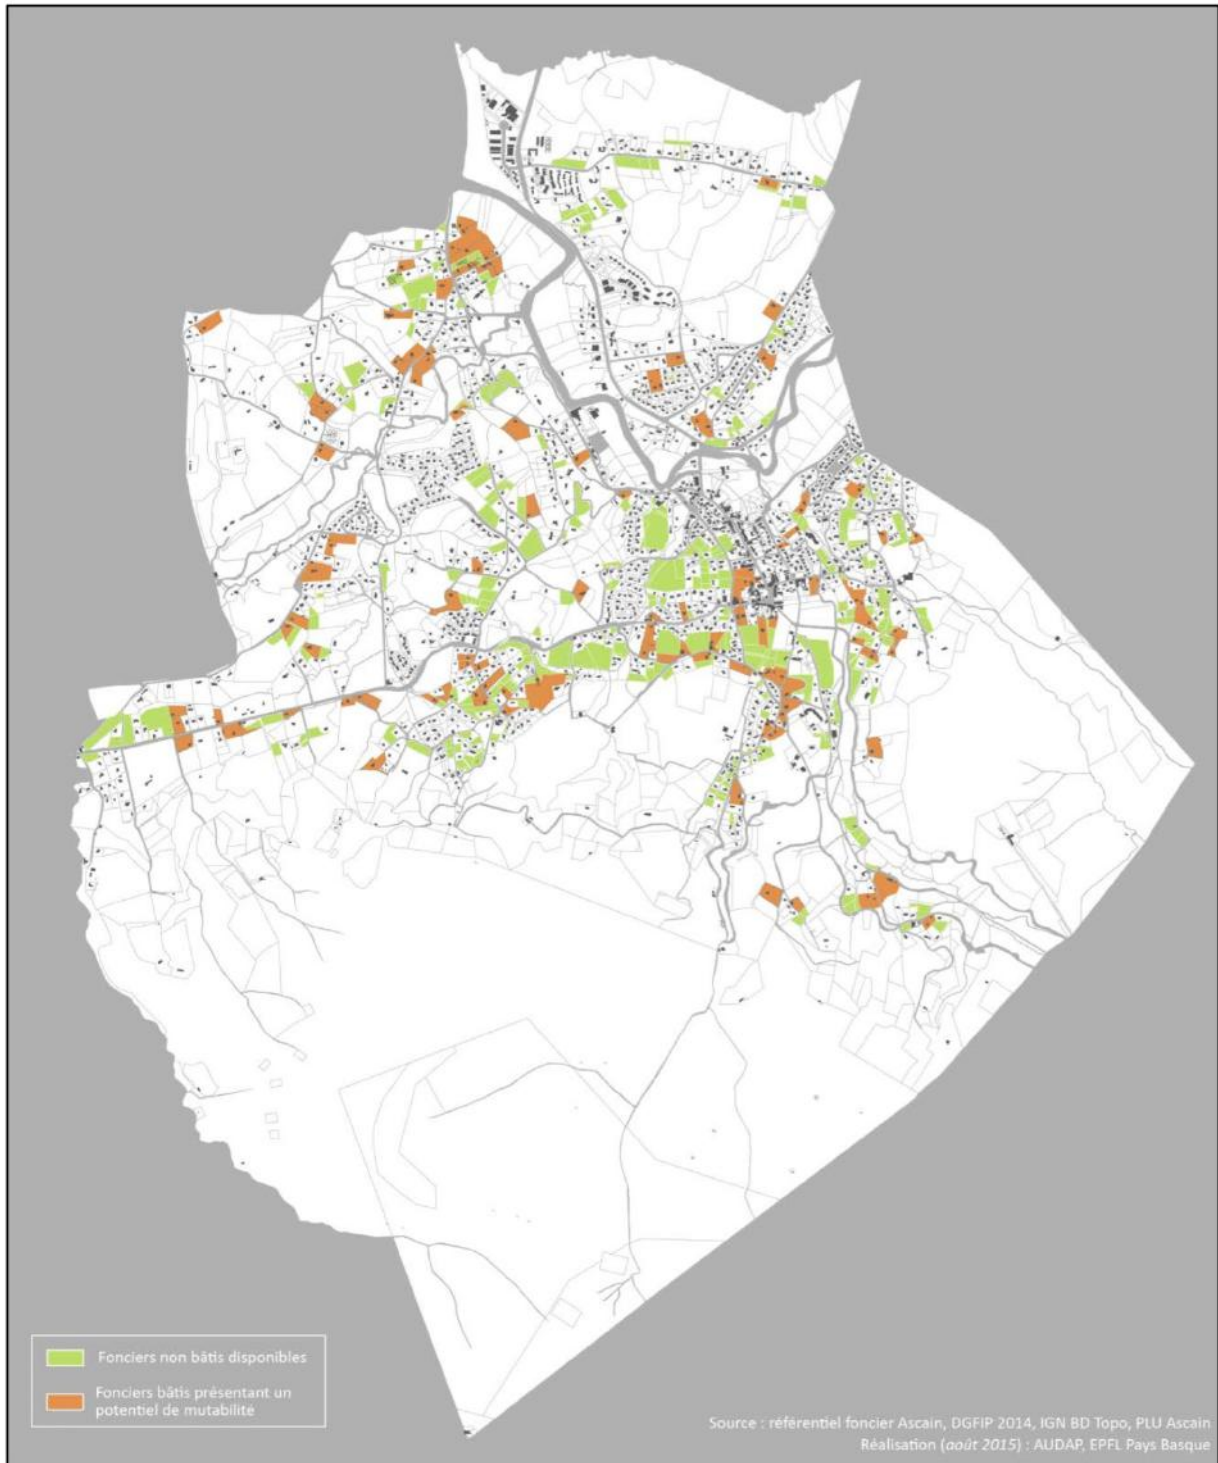 Fonciers non bâtis disponibles
Fonciers bâtis présentant un
potentiel de mutabilité
Source : référentiel foncier Ascain, DGFIP 2014, IGN BD Topo, PLU Ascain
Réalisation (août 2015) : AUDAP, EPFL Pays Basque